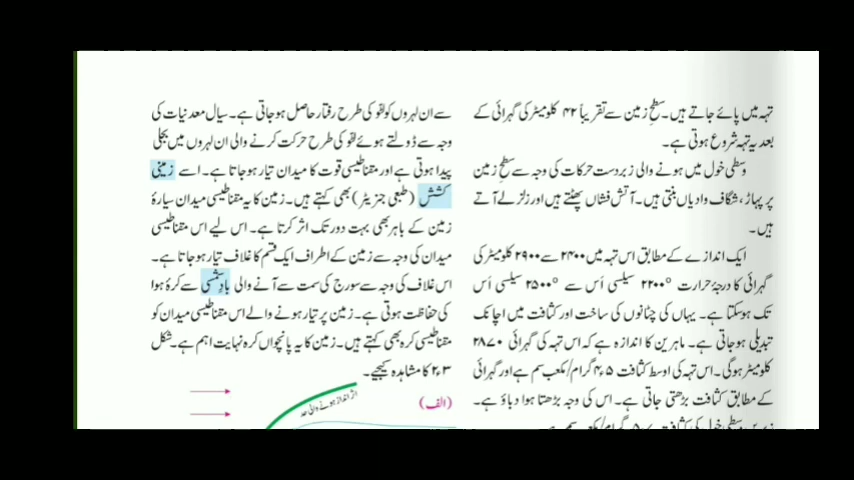 تہہ میں پائے جاتے ہیں۔ سطحِ زمین سے تقریباً ۴۲ کلومیٹر کی گہرائی کے
بعد یہ تہہ شروع ہوتی ہے۔
وسطی خول میں ہونے والی زبردست حرکات کی وجہ سے سطحِ زمین
پر پہاڑ، شگاف وادیاں بنتی ہیں۔ آتش فشاں پھٹتے ہیں اور زلزلے آتے
ہیں۔
ایک اندازے کے مطابق اس تہہ میں ۲۴۰۰ سے ۲۹۰۰ کلومیٹر کی
گہرائی کا درجۂ حرارت ۲۲۰۰° سیلسی اُس سے ۲۵۰۰° سیلسی اُس
تک ہوسکتا ہے۔ یہاں کی چٹانوں کی ساخت اور کثافت میں اچانک
تبدیلی ہوجاتی ہے۔ ماہرین کا اندازہ ہے کہ اس تہہ کی گہرائی ۲۸۷۰
کلومیٹر ہوگی۔ اس تہہ کی اوسط کثافت ۴ء۵ گرام/مکعب سم ہے اور گہرائی
کے مطابق کثافت بڑھتی جاتی ہے۔ اس کی وجہ بڑھتا ہوا دباؤ ہے۔
سے ان لہروں کو لٹو کی طرح رفتار حاصل ہوجاتی ہے۔ سیال معدنیات کی
وجہ سے ڈولتے ہوئے لٹو کی طرح حرکت کرنے والی ان لہروں میں بجلی
پیدا ہوتی ہے اور مقناطیسی قوت کا میدان تیار ہوجاتا ہے۔ اسے زمینی
کشش (طبعی جنریٹر) بھی کہتے ہیں۔ زمین کا یہ مقناطیسی میدان سیارۂ
زمین کے باہر بھی بہت دور تک اثر کرتا ہے۔ اس لیے اس مقناطیسی
میدان کی وجہ سے زمین کے اطراف ایک قسم کا غلاف تیار ہوجاتا ہے۔
اس غلاف کی وجہ سے سورج کی سمت سے آنے والی بادِ شمسی سے کرۂ ہوا
کی حفاظت ہوتی ہے۔ زمین پر تیار ہونے والے اس مقناطیسی میدان کو
مقناطیسی کرہ بھی کہتے ہیں۔ زمین کا یہ پانچواں کرہ نہایت اہم ہے۔ شکل
۲ء۳ کا مشاہدہ کیجیے۔
(الف)
اثر انداز ہونے والی حد